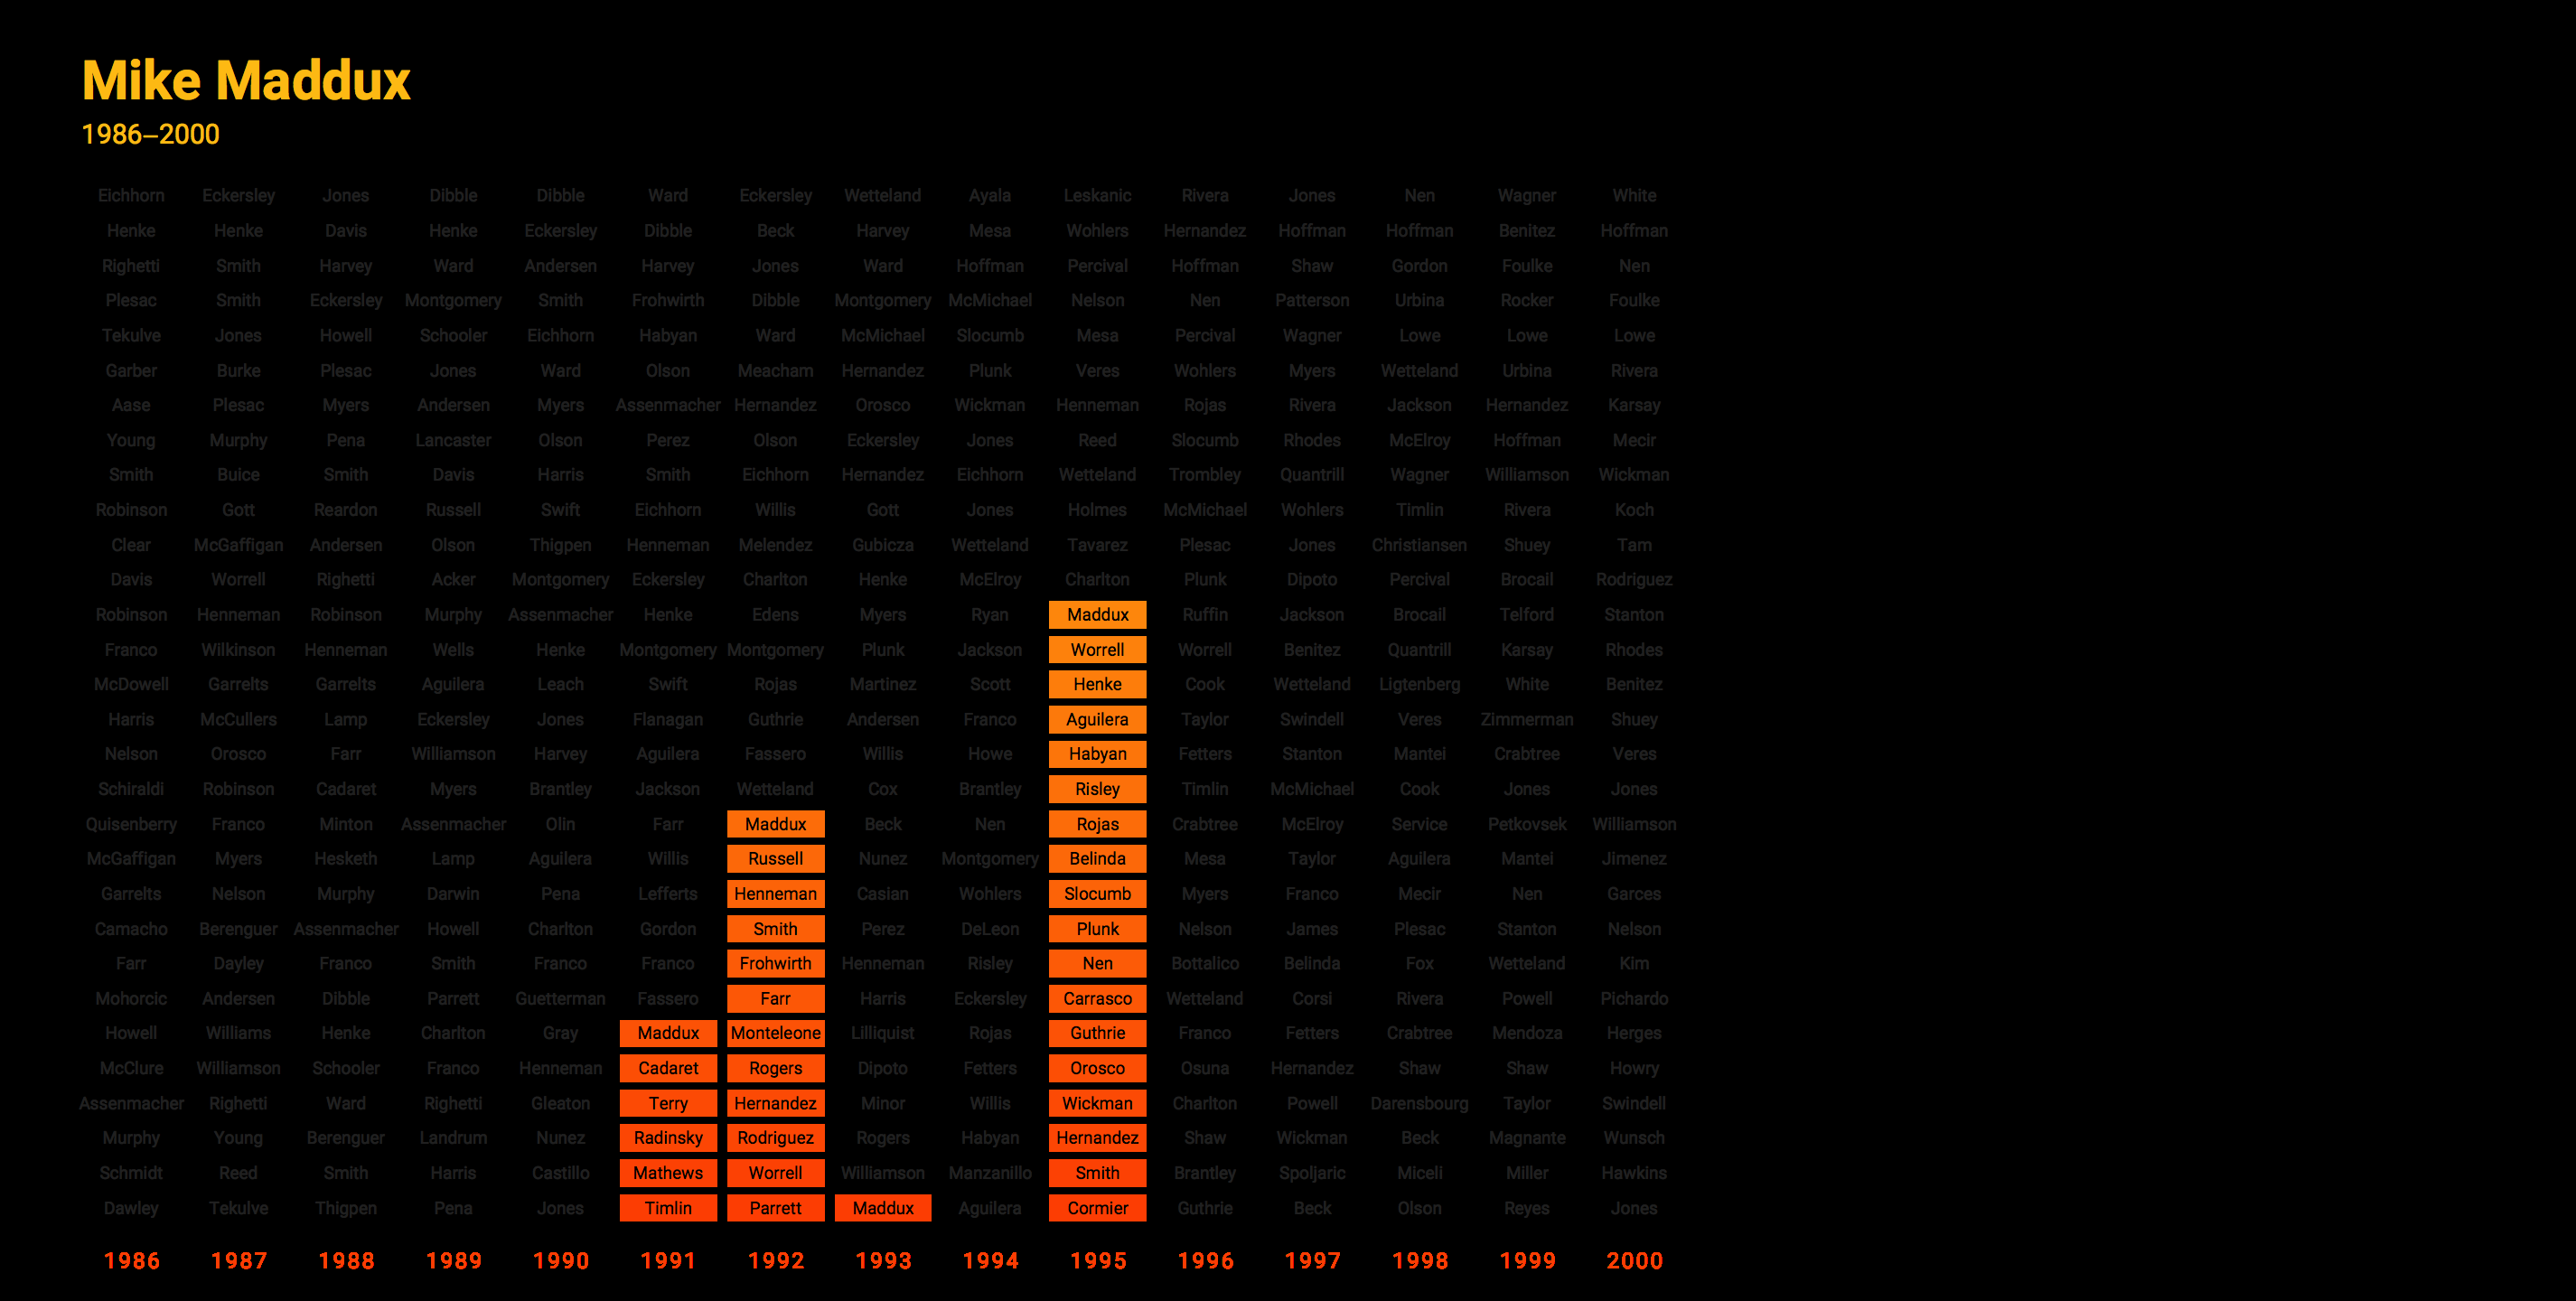 Mike Maddux
1986–2000
Eichhorn Eckersley Jones Dibble Dibble Ward Eckersley Wetteland Ayala Leskanic Rivera Jones Nen Wagner White
Henke Henke Davis Henke Eckersley Dibble Beck Harvey Mesa Wohlers Hernandez Hoffman Hoffman Benitez Hoffman
Righetti Smith Harvey Ward Andersen Harvey Jones Ward Hoffman Percival Hoffman Shaw Gordon Foulke Nen
Plesac Smith Eckersley Montgomery Smith Frohwirth Dibble Montgomery McMichael Nelson Nen Patterson Urbina Rocker Foulke
Tekulve Jones Howell Schooler Eichhorn Habyan Ward McMichael Slocumb Mesa Percival Wagner Lowe Lowe Lowe
Garber Burke Plesac Jones Ward Olson Meacham Hernandez Plunk Veres Wohlers Myers Wetteland Urbina Rivera
Aase Plesac Myers Andersen Myers Assenmacher Hernandez Orosco Wickman Henneman Rojas Rivera Jackson Hernandez Karsay
Young Murphy Pena Lancaster Olson Perez Olson Eckersley Jones Reed Slocumb Rhodes McElroy Hoffman Mecir
Smith Buice Smith Davis Harris Smith Eichhorn Hernandez Eichhorn Wetteland Trombley Quantrill Wagner Williamson Wickman
Robinson Gott Reardon Russell Swift Eichhorn Willis Gott Jones Holmes McMichael Wohlers Timlin Rivera Koch
Clear McGaffigan Andersen Olson Thigpen Henneman Melendez Gubicza Wetteland Tavarez Plesac Jones Christiansen Shuey Tam
Davis Worrell Righetti Acker Montgomery Eckersley Charlton Henke McElroy Charlton Plunk Dipoto Percival Brocail Rodriguez
Robinson Henneman Robinson Murphy Assenmacher Henke Edens Myers Ryan Maddux Ruffin Jackson Brocail Telford Stanton
Franco Wilkinson Henneman Wells Henke Montgomery Montgomery Plunk Jackson Worrell Worrell Benitez Quantrill Karsay Rhodes
McDowell Garrelts Garrelts Aguilera Leach Swift Rojas Martinez Scott Henke Cook Wetteland Ligtenberg White Benitez
Harris McCullers Lamp Eckersley Jones Flanagan Guthrie Andersen Franco Aguilera Taylor Swindell Veres Zimmerman Shuey
Nelson Orosco Farr Williamson Harvey Aguilera Fassero Willis Howe Habyan Fetters Stanton Mantei Crabtree Veres
Schiraldi Robinson Cadaret Myers Brantley Jackson Wetteland Cox Brantley Risley Timlin McMichael Cook Jones Jones
Quisenberry Franco Minton Assenmacher Olin Farr Maddux Beck Nen Rojas Crabtree McElroy Service Petkovsek Williamson
McGaffigan Myers Hesketh Lamp Aguilera Willis Russell Nunez Montgomery Belinda Mesa Taylor Aguilera Mantei Jimenez
Garrelts Nelson Murphy Darwin Pena Lefferts Henneman Casian Wohlers Slocumb Myers Franco Mecir Nen Garces
Camacho Berenguer Assenmacher Howell Charlton Gordon Smith Perez DeLeon Plunk Nelson James Plesac Stanton Nelson
Farr Dayley Franco Smith Franco Franco Frohwirth Henneman Risley Nen Bottalico Belinda Fox Wetteland Kim
Mohorcic Andersen Dibble Parrett Guetterman Fassero Farr Harris Eckersley Carrasco Wetteland Corsi Rivera Powell Pichardo
Howell Williams Henke Charlton Gray Maddux Monteleone Lilliquist Rojas Guthrie Franco Fetters Crabtree Mendoza Herges
McClure Williamson Schooler Franco Henneman Cadaret Rogers Dipoto Fetters Orosco Osuna Hernandez Shaw Shaw Howry
Assenmacher Righetti Ward Righetti Gleaton Terry Hernandez Minor Willis Wickman Charlton Powell Darensbourg Taylor Swindell
Murphy Young Berenguer Landrum Nunez Radinsky Rodriguez Rogers Habyan Hernandez Shaw Wickman Beck Magnante Wunsch
Schmidt Reed Smith Harris Castillo Mathews Worrell Williamson Manzanillo Smith Brantley Spoljaric Miceli Miller Hawkins
Dawley Tekulve Thigpen Pena Jones Timlin Parrett Maddux Aguilera Cormier Guthrie Beck Olson Reyes Jones
1986 1987 1988 1989 1990 1991 1992 1993 1994 1995 1996 1997 1998 1999 2000